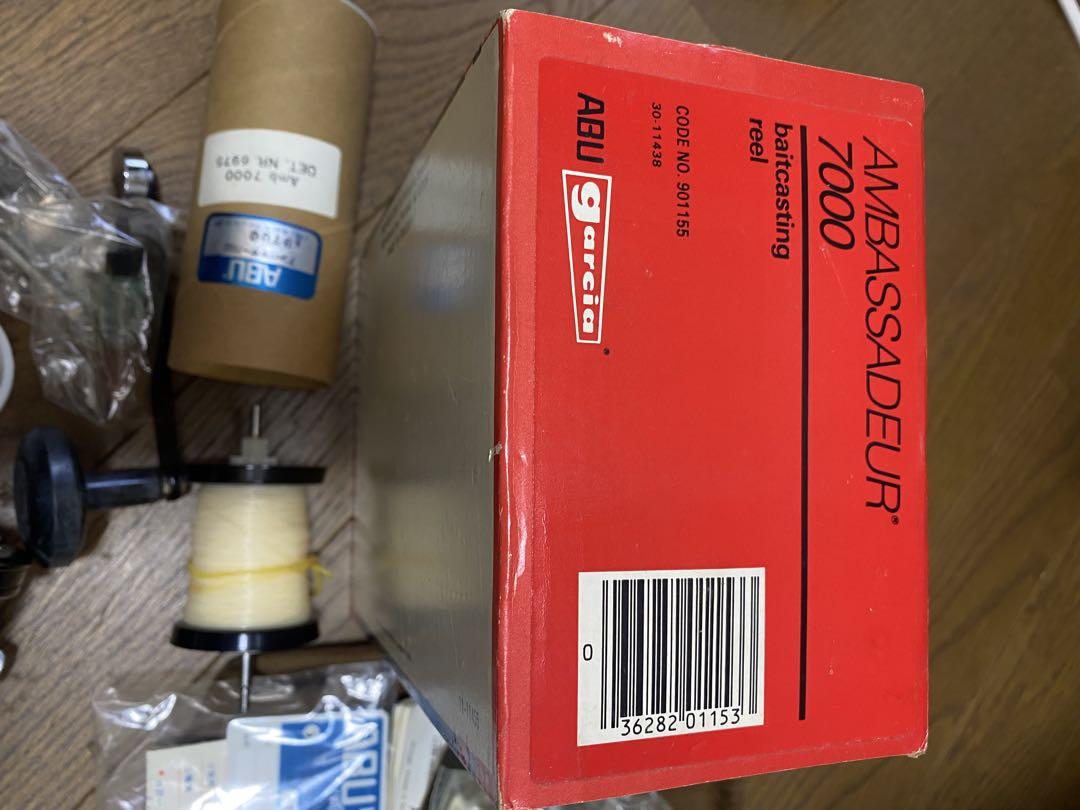 AMBASSADEUR®
7000
baitcasting
reel
CODE NO. 901155
30-11438
ABU garcia®
0
36282 01153
Amb 7000
DET. NR. 6975
ABU
ABU